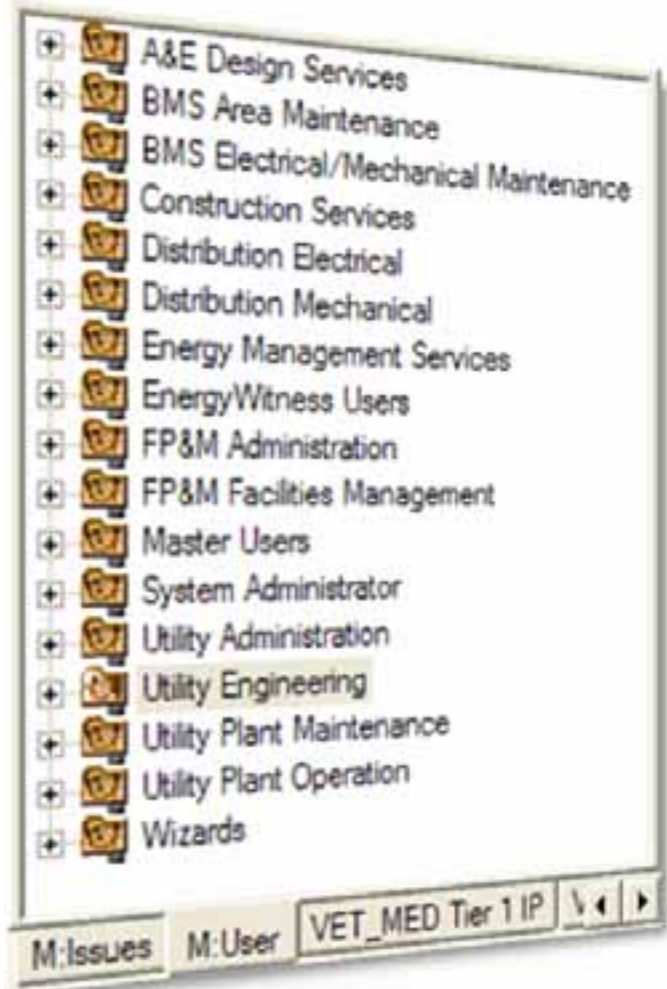 A&E Design Services
BMS Area Maintenance
BMS Electrical/Mechanical Maintenance
Construction Services
Distribution Electrical
Distribution Mechanical
Energy Management Services
EnergyWitness Users
FP&M Administration
FP&M Facilities Management
Master Users
System Administrator
Utility Administration
Utility Engineering
Utility Plant Maintenance
Utility Plant Operation
Wizards
M:Issues M:User VET_MED Tier 1 IP